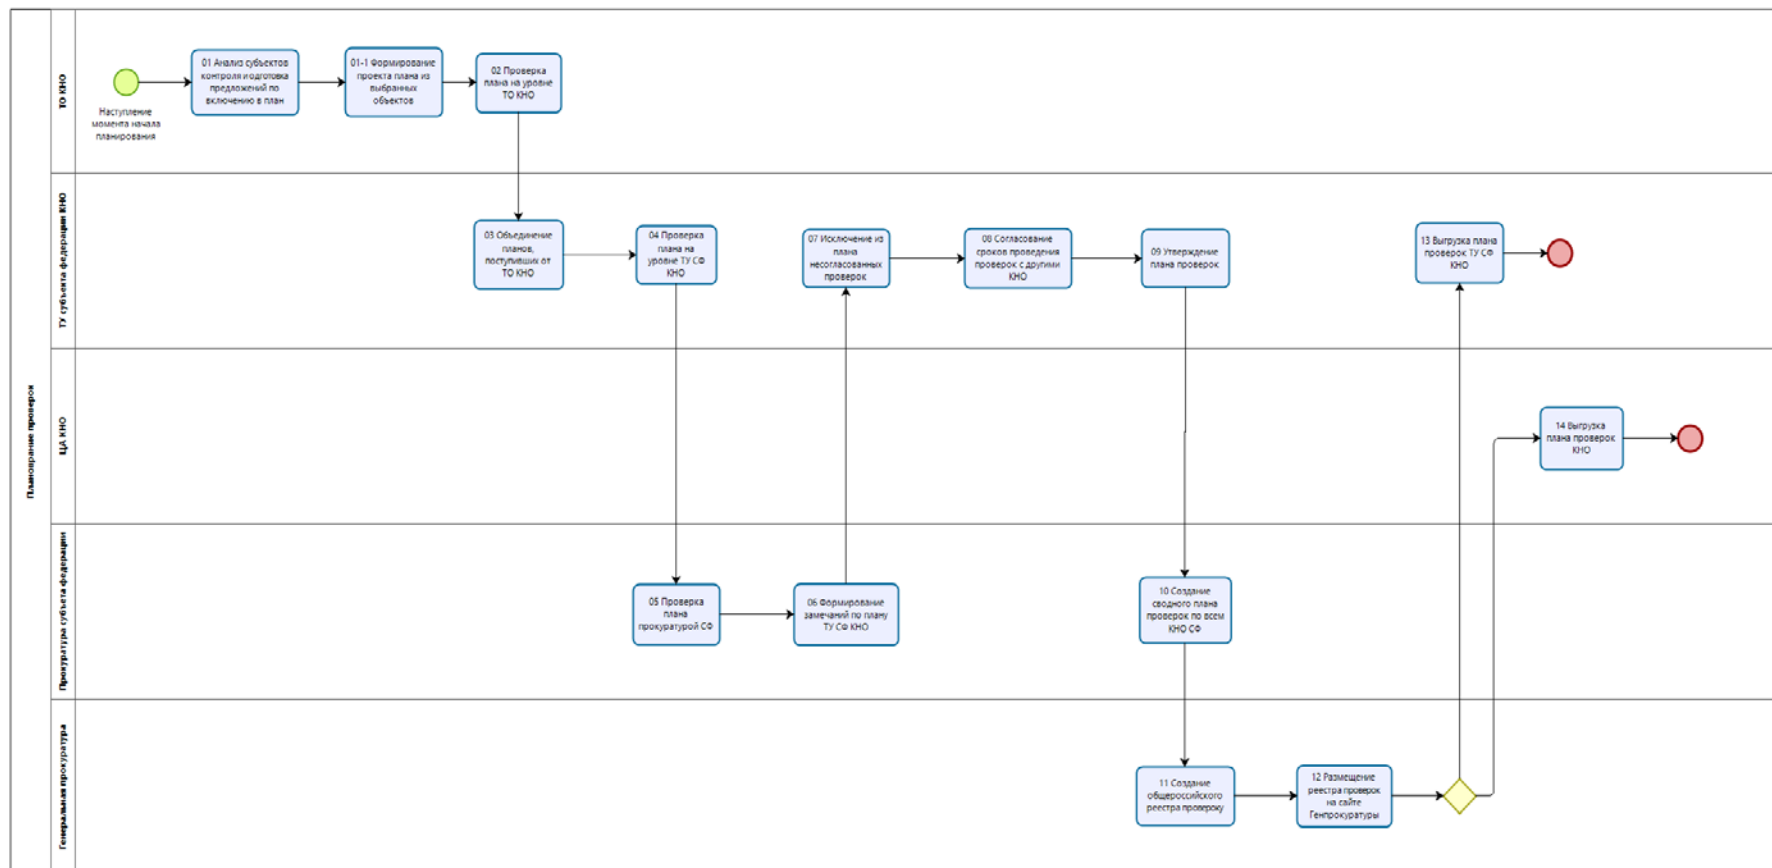 Плановрание проверок
ТО КНО
Наступление
момента начала
планирования
01 Анализ субъектов
контроля иодготовка
предложений по
включению в план
01-1 Формирование
проекта плана из
выбранных
объектов
02 Проверка
плана на уровне
ТО КНО
ТУ субъекта федерации КНО
03 Объединение
планов,
поступивших от
ТО КНО
04 Проверка
плана на
уровне ТУ СФ
КНО
07 Исключение из
плана
несогласованных
проверок
08 Согласование
сроков проведения
проверок с другими
КНО
09 Утверждение
плана проверок
13 Выгрузка плана
проверок ТУ СФ
КНО
ЦА КНО
14 Выгрузка
плана проверок
КНО
Прокуратура субъета федерации
05 Проверка
плана
прокуратурой СФ
06 Формирование
замечаний по плану
ТУ СФ КНО
10 Создание
сводного плана
проверок по всем
КНО СФ
Генеральная прокуратура
11 Создание
общероссийского
реестра провероку
12 Размещение
реестра проверок
на сайте
Генпрокуратуры